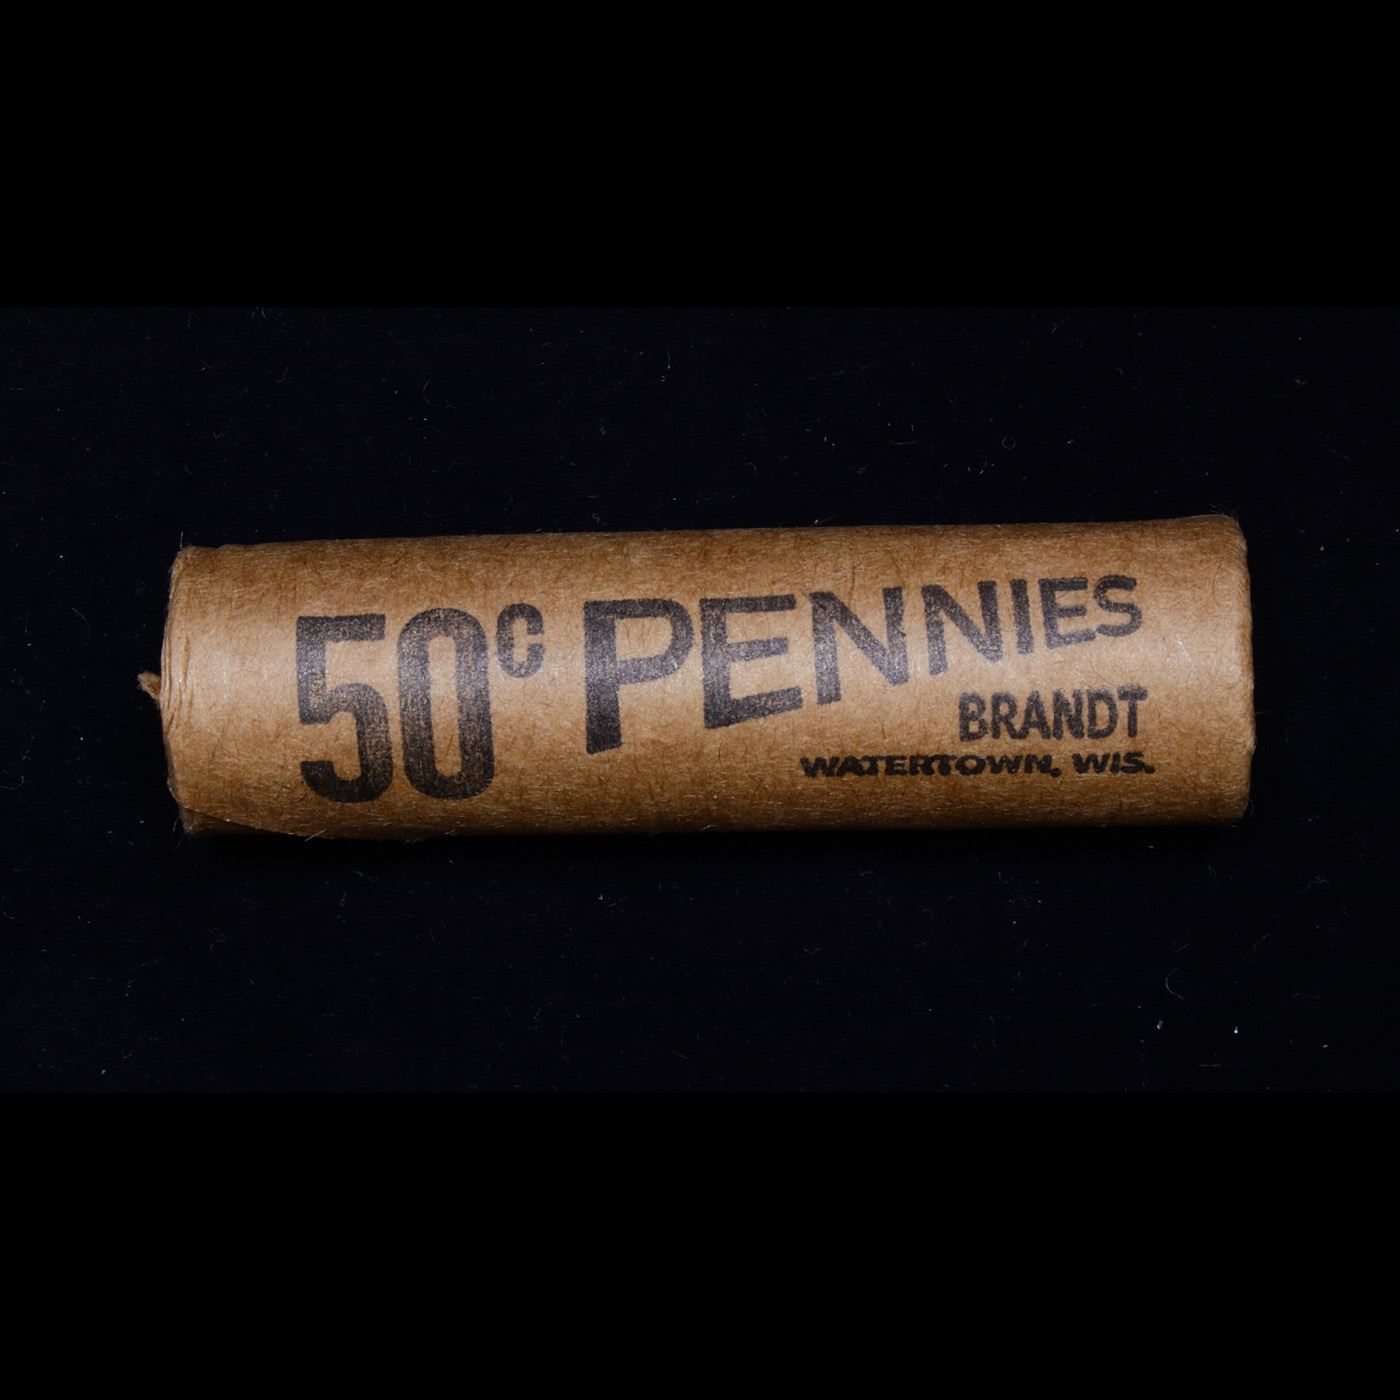 50c PENNIES
BRANDT
WATERTOWN, WIS.